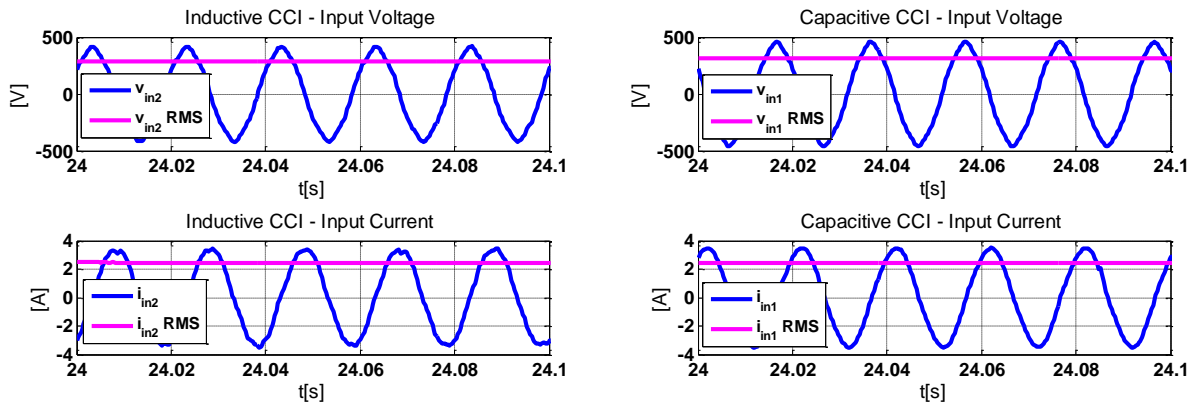 Inductive CCI - Input Voltage
500
0
-500
[V]
v_in2
v_in2 RMS
24
24.02
24.04
24.06
24.08
24.1
t[s]
Capacitive CCI - Input Voltage
500
0
-500
[V]
v_in1
v_in1 RMS
24
24.02
24.04
24.06
24.08
24.1
t[s]
Inductive CCI - Input Current
4
2
0
-2
-4
[A]
i_in2
i_in2 RMS
24
24.02
24.04
24.06
24.08
24.1
t[s]
Capacitive CCI - Input Current
4
2
0
-2
-4
[A]
i_in1
i_in1 RMS
24
24.02
24.04
24.06
24.08
24.1
t[s]